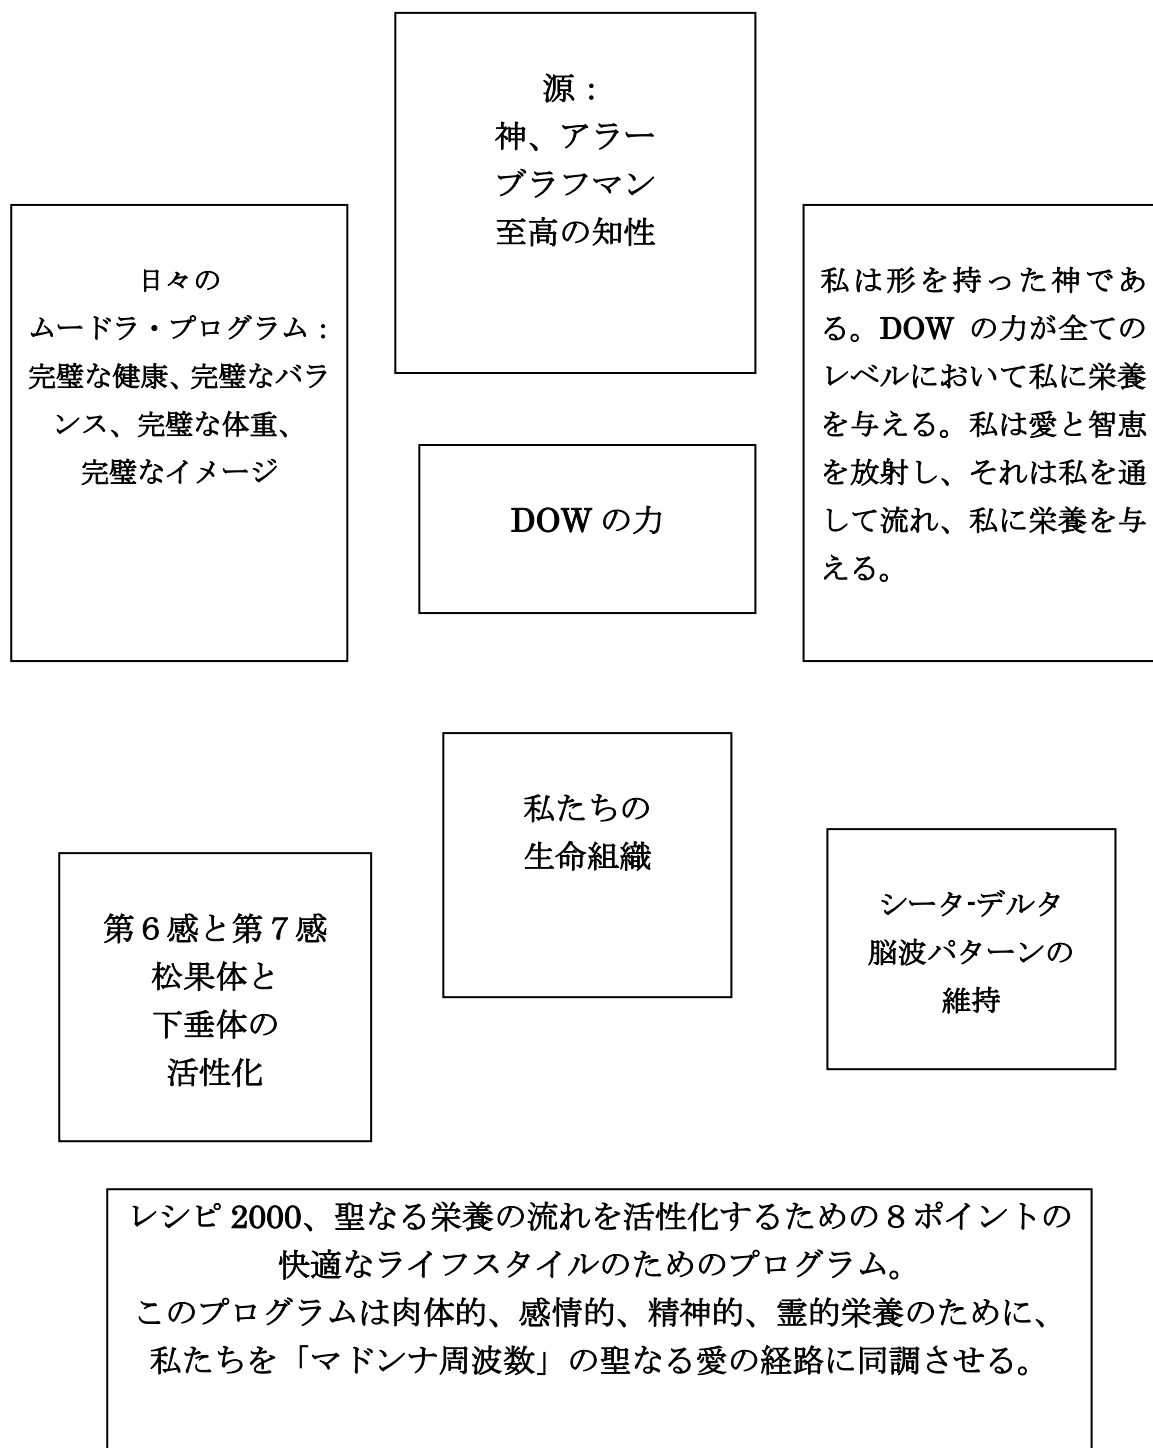 源：
神、アラー
ブラフマン
至高の知性
日々の
ムードラ・プログラム：
完璧な健康、完璧なバラ
ンス、完璧な体重、
完璧なイメージ
私は形を持った神であ
る。DOW の力が全ての
レベルにおいて私に栄養
を与える。私は愛と智恵
を放射し、それは私を通
して流れ、私に栄養を与
える。
DOW の力
私たちの
生命組織
第６感と第７感
松果体と
下垂体の
活性化
シータ-デルタ
脳波パターンの
維持
レシピ 2000、聖なる栄養の流れを活性化するための８ポイントの
快適なライフスタイルのためのプログラム。
このプログラムは肉体的、感情的、精神的、霊的栄養のために、
私たちを「マドンナ周波数」の聖なる愛の経路に同調させる。